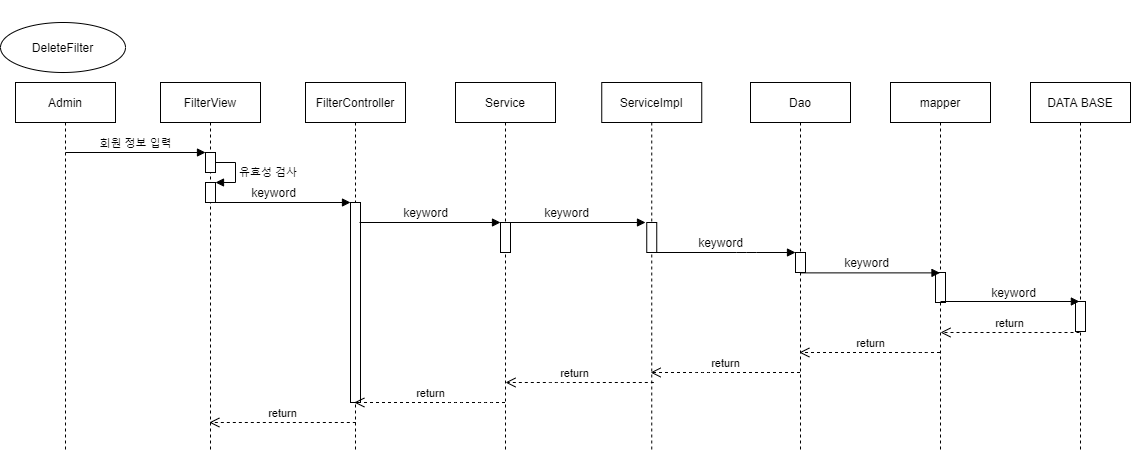 DeleteFilter
Admin
FilterView
FilterController
Service
ServiceImpl
Dao
mapper
DATA BASE
회원 정보 입력
유효성 검사
keyword
keyword
keyword
keyword
keyword
keyword
return
return
return
return
return
return